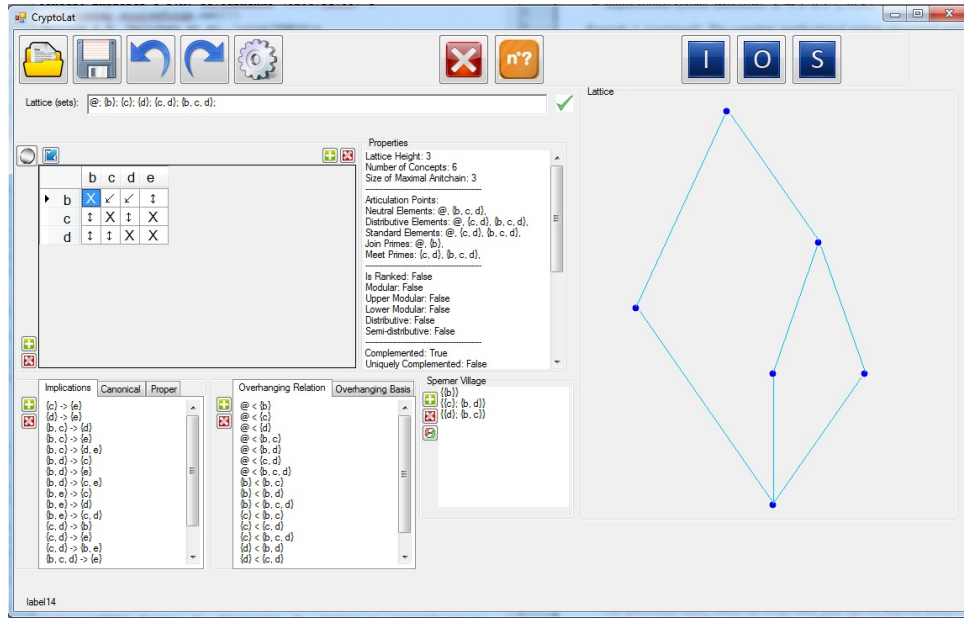 CryptoLat
n°?
I O S
Lattice (sets): @; {b}; {c}; {d}; {c, d}; {b, c, d};
Lattice
Properties
Lattice Height: 3
Number of Concepts: 6
Size of Maximal Anitchain: 3
Articulation Points:
Neutral Elements: @, {b, c, d},
Distributive Elements: @, {c, d}, {b, c, d},
Standard Elements: @, {c, d}, {b, c, d},
Join Primes: @, {b},
Meet Primes: {c, d}, {b, c, d},
Is Ranked: False
Modular: False
Upper Modular: False
Lower Modular: False
Distributive: False
Semi-distributive: False
Complemented: True
Uniquely Complemented: False
b c d e
b X ↙ ↙ ↕
c ↕ X ↕ X
d ↕ ↕ X X
Implications Canonical Proper
{c} -> {e}
{d} -> {e}
{b, c} -> {d}
{b, c} -> {e}
{b, c} -> {d, e}
{b, d} -> {c}
{b, d} -> {e}
{b, d} -> {c, e}
{b, e} -> {c}
{b, e} -> {d}
{b, e} -> {c, d}
{c, d} -> {b}
{c, d} -> {e}
{c, d} -> {b, e}
{b, c, d} -> {e}
Overhanging Relation Overhanging Basis
@ < {b}
@ < {c}
@ < {d}
@ < {b, c}
@ < {b, d}
@ < {c, d}
@ < {b, c, d}
{b} < {b, c}
{b} < {b, d}
{b} < {b, c, d}
{c} < {b, c}
{c} < {c, d}
{c} < {b, c, d}
{d} < {b, d}
{d} < {c, d}
Sperner Village
{{b}}
{{c}; {b, d}}
{{d}; {b, c}}
label14